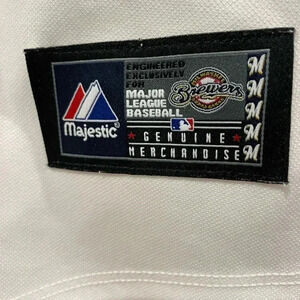 Majestic
ENGINEERED
EXCLUSIVELY
FOR
MAJOR
LEAGUE
BASEBALL
Brewers
GENUINE
MERCHANDISE
M
M
M
M
M